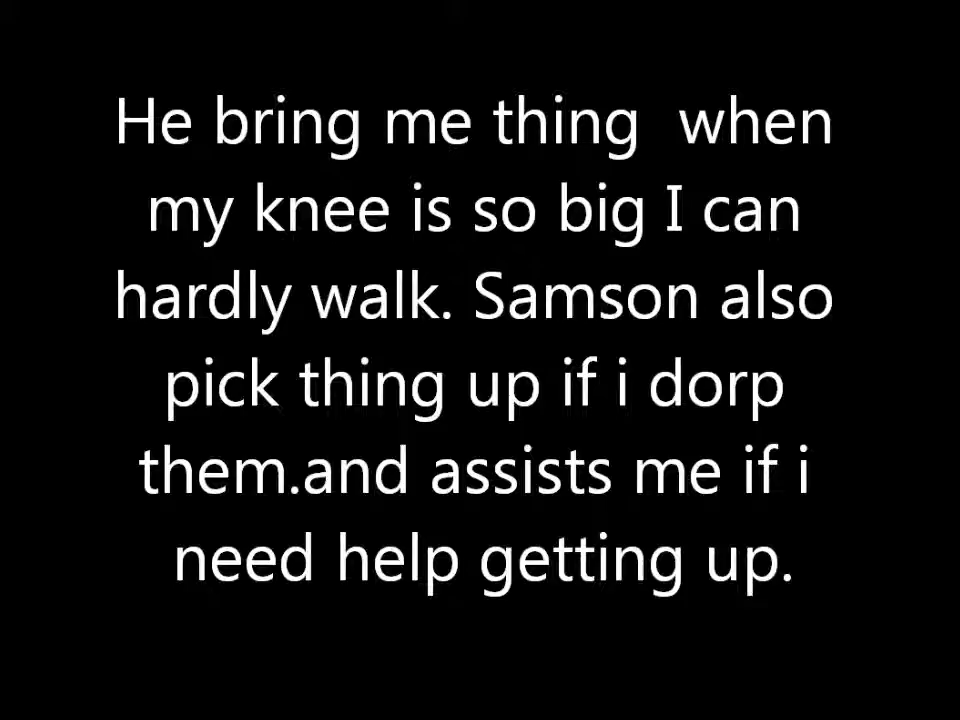 He bring me thing  when
my knee is so big I can
hardly walk. Samson also
pick thing up if i dorp
them.and assists me if i
need help getting up.